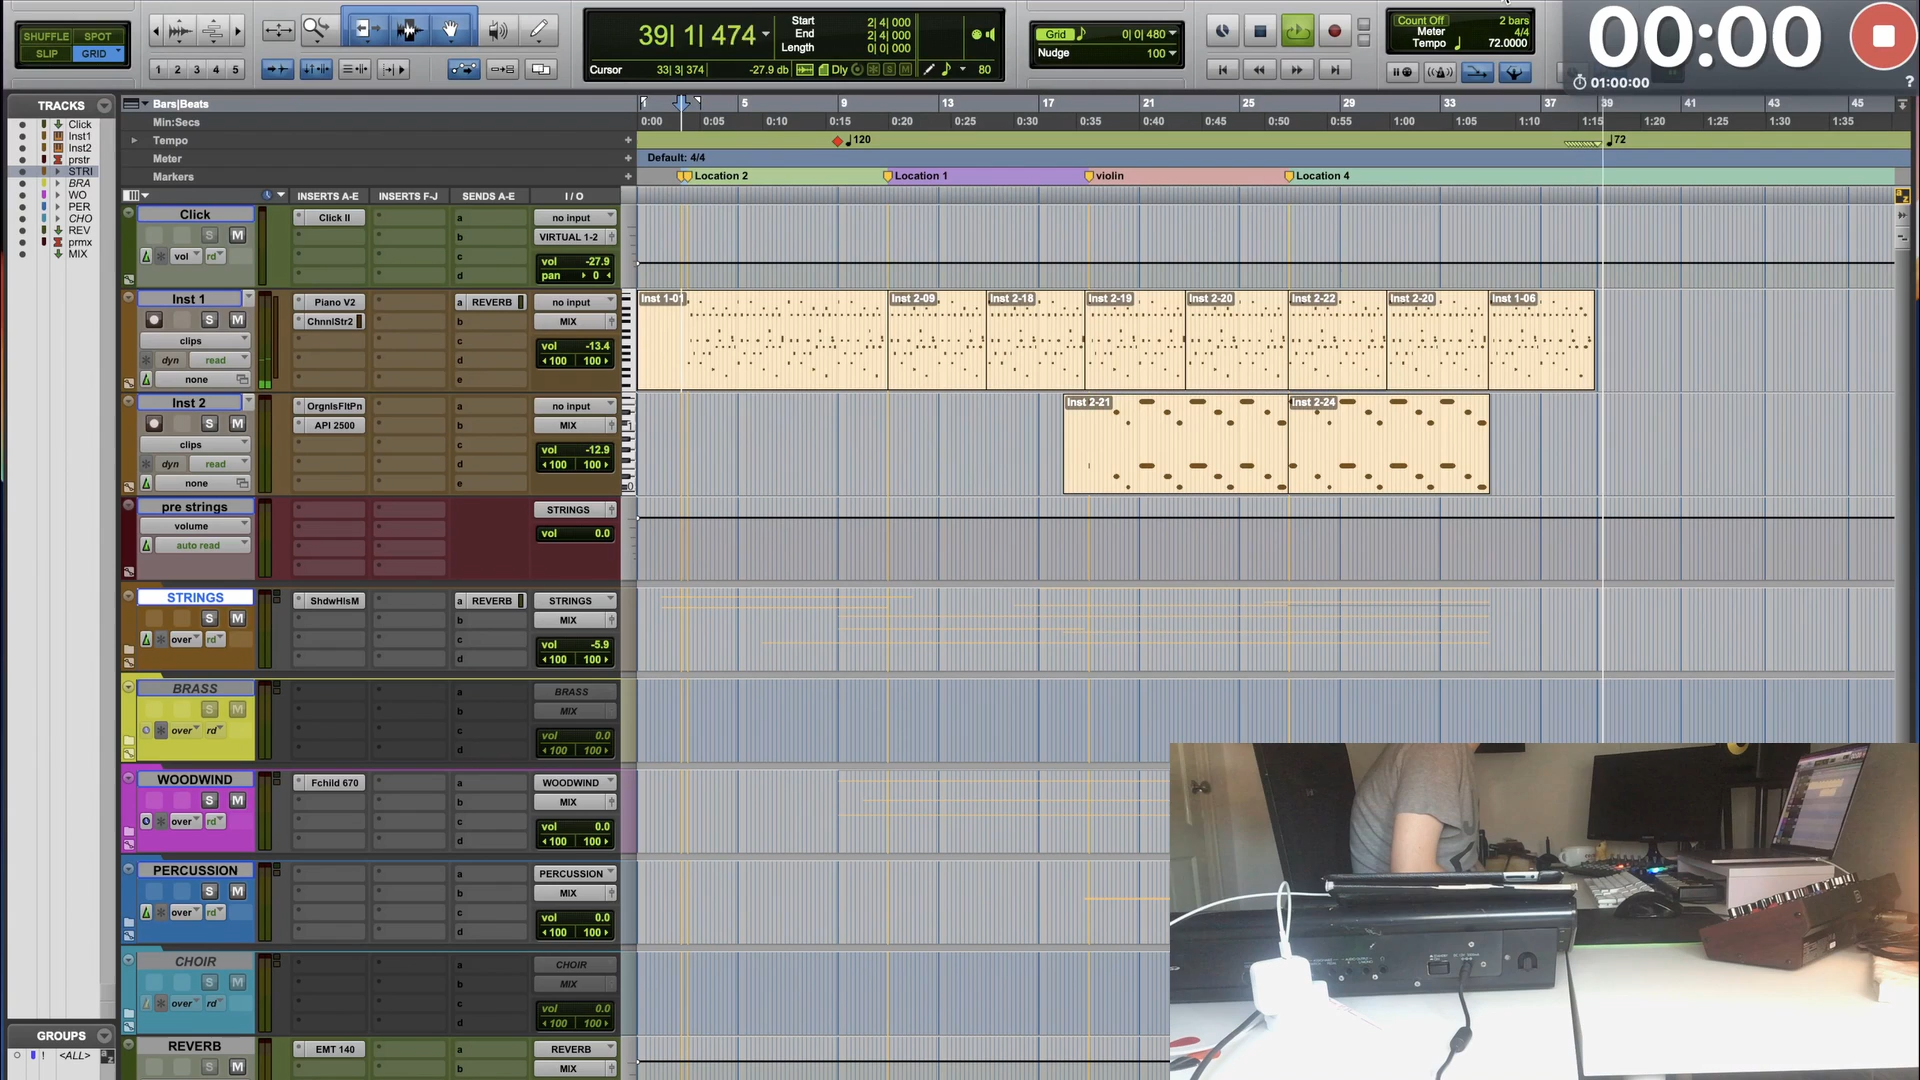 SHUFFLE SPOT
SLIP GRID
1 2 3 4 5
39| 1| 474
Start 2| 4| 000
End 2| 4| 000
Length 0| 0| 000
Cursor 33| 3| 374 -27.9 db Dly S M 80
Grid 0| 0| 480
Nudge 100
Count Off 2 bars
Meter 4/4
Tempo 72.0000
00:00
01:00:00
?
TRACKS
Click
Inst1
Inst2
prstr
STRI
BRA
WO
PER
CHO
REV
prmx
MIX
Bars|Beats
1 5 9 13 17 21 25 29 33 37 39 41 43 45
Min:Secs
0:00 0:05 0:10 0:15 0:20 0:25 0:30 0:35 0:40 0:45 0:50 0:55 1:00 1:05 1:10 1:15 1:20 1:25 1:30 1:35
Tempo
120 72
Meter
Default: 4/4
Markers
Location 2 Location 1 violin Location 4
INSERTS A-E INSERTS F-J SENDS A-E I / O
Click
S M
vol rd
Click II
a
b
c
d
no input
VIRTUAL 1-2
vol -27.9
pan 0
Inst 1
S M
clips
dyn read
none
Piano V2
ChnnlStr2
a REVERB
b
c
d
e
no input
MIX
vol -13.4
100 100
Inst 1-01 Inst 2-09 Inst 2-18 Inst 2-19 Inst 2-20 Inst 2-22 Inst 2-20 Inst 1-06
Inst 2
S M
clips
dyn read
none
OrgnlsFltPn
API 2500
a
b
c
d
e
no input
MIX
vol -12.9
100 100
Inst 2-21 Inst 2-24
pre strings
volume
auto read
STRINGS
0.0
STRINGS
S M
over rd
ShdwHlsM
a REVERB
b
c
d
STRINGS
MIX
vol -5.9
100 100
BRASS
S M
over rd
a
b
c
d
BRASS
MIX
vol 0.0
100 100
WOODWIND
S M
over rd
Fchild 670
a
b
c
d
WOODWIND
MIX
vol 0.0
100 100
PERCUSSION
S M
over rd
a
b
c
d
PERCUSSION
MIX
vol 0.0
100 100
CHOIR
S M
over rd
a
b
c
d
CHOIR
MIX
vol 0.0
100 100
GROUPS
! <ALL>
REVERB
S M
EMT 140
a
b
REVERB
MIX